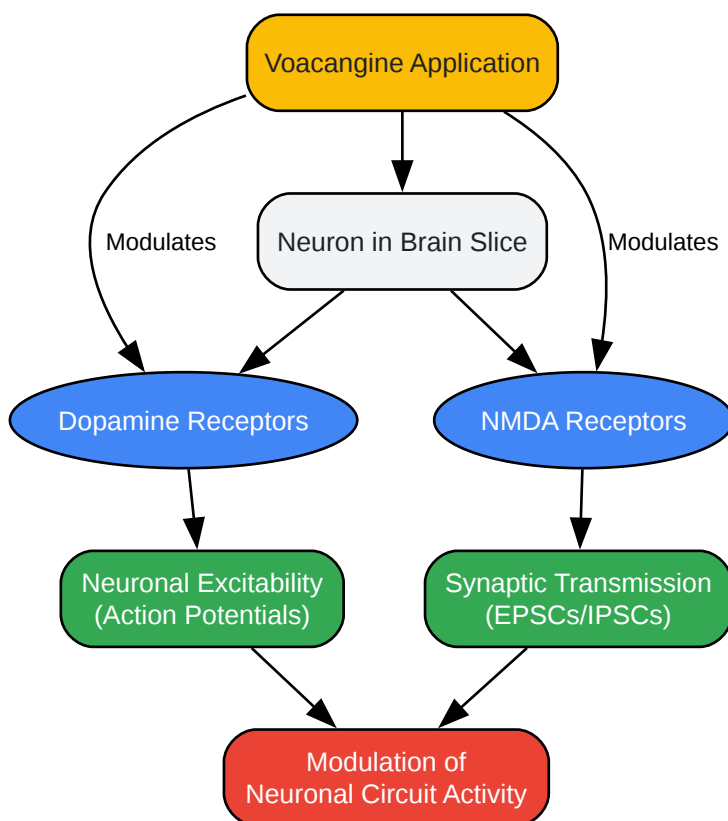 Voacangine Application
Modulates
Neuron in Brain Slice
Modulates
Dopamine Receptors
NMDA Receptors
Neuronal Excitability
(Action Potentials)
Synaptic Transmission
(EPSCs/IPSCs)
Modulation of
Neuronal Circuit Activity